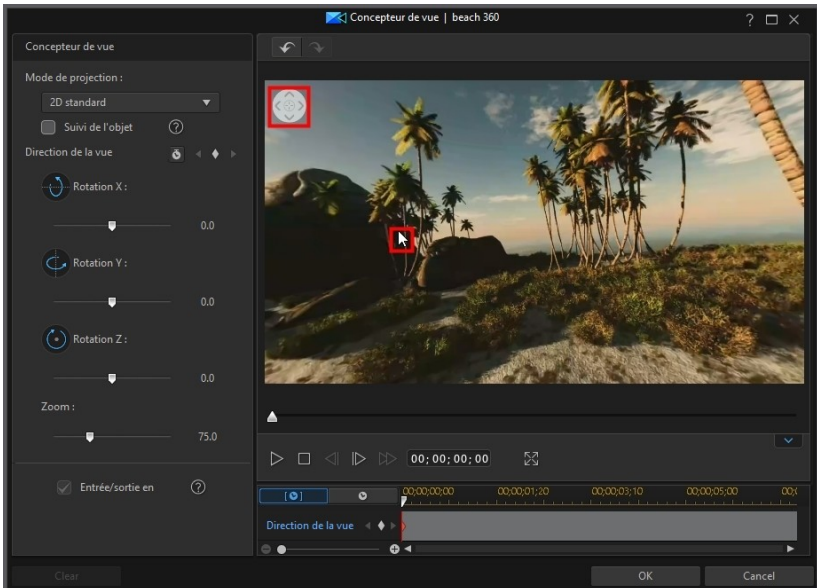 Concepteur de vue | beach 360
?
Concepteur de vue
Mode de projection :
2D standard
Suivi de l'objet
?
Direction de la vue
Rotation X :
0.0
Rotation Y :
0.0
Rotation Z :
0.0
Zoom :
75.0
Entrée/sortie en
?
00;00;00;00
00;00;00;00 00;00;01;20 00;00;03;10 00;00;05;00 00;
Direction de la vue
Clear
OK
Cancel